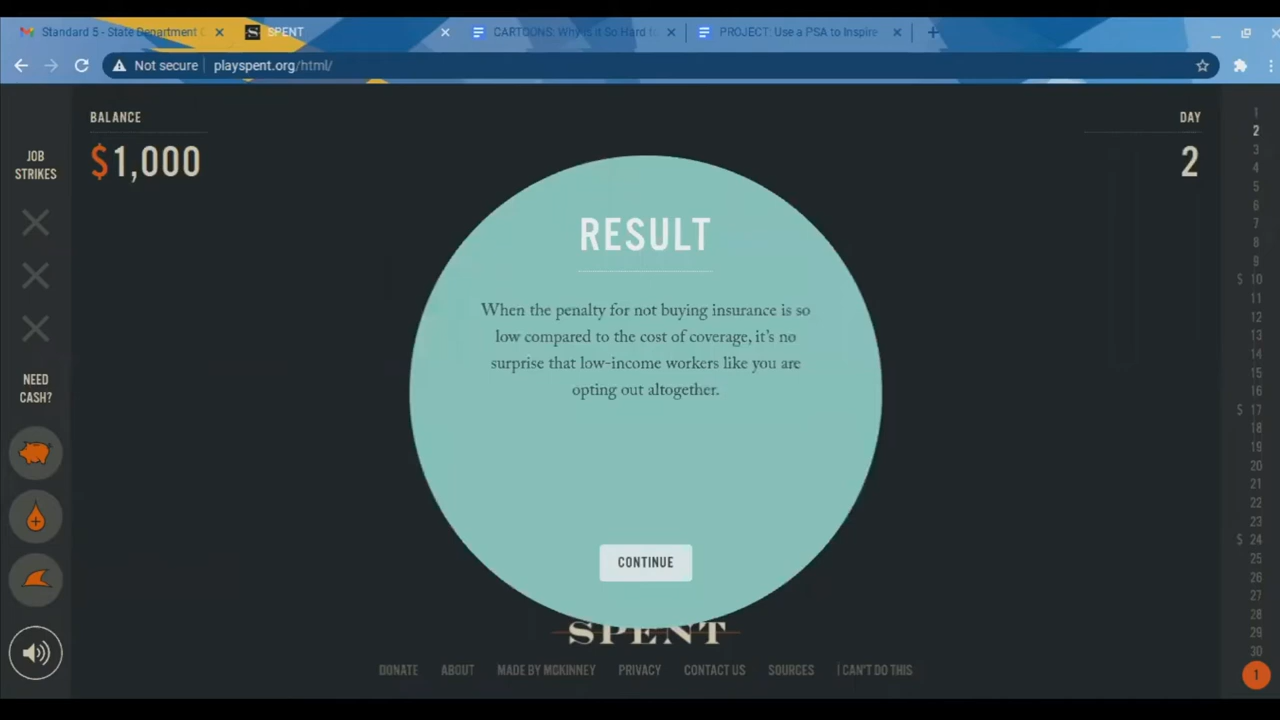 Standard 5 - State Department
SPENT
CARTOONS: Why Is it So Hard t
PROJECT: Use a PSA to Inspire
Not secure
playspent.org/html/
BALANCE
$1,000
DAY
2
JOB
STRIKES
NEED
CASH?
RESULT
When the penalty for not buying insurance is so
low compared to the cost of coverage, it's no
surprise that low-income workers like you are
opting out altogether.
CONTINUE
SPENT
DONATE
ABOUT
MADE BY MCKINNEY
PRIVACY
CONTACT US
SOURCES
I CAN'T DO THIS
1
2
3
4
5
6
7
8
9
$ 10
11
12
13
14
15
16
$ 17
18
19
20
21
22
23
$ 24
25
26
27
28
29
30
1